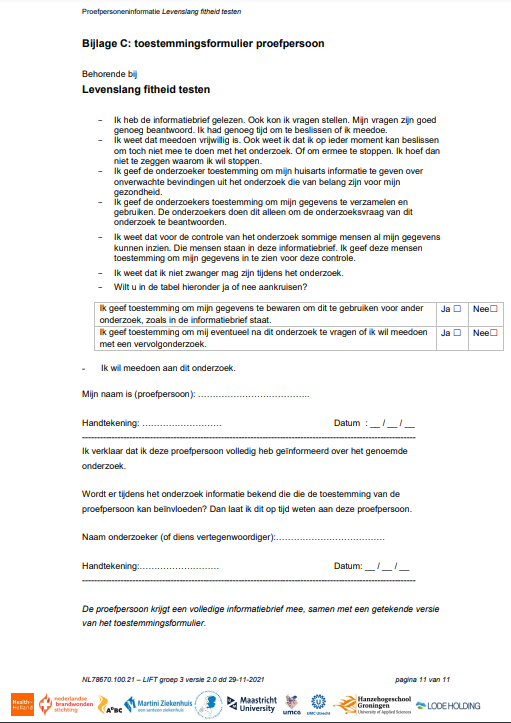 Proefpersoneninformatie Levenslang fitheid testen
Bijlage C: toestemmingsformulier proefpersoon
Behorende bij
Levenslang fitheid testen
- Ik heb de informatiebrief gelezen. Ook kon ik vragen stellen. Mijn vragen zijn goed
genoeg beantwoord. Ik had genoeg tijd om te beslissen of ik meedoe.
- Ik weet dat meedoen vrijwillig is. Ook weet ik dat ik op ieder moment kan beslissen
om toch niet mee te doen met het onderzoek. Of om ermee te stoppen. Ik hoef dan
niet te zeggen waarom ik wil stoppen.
- Ik geef de onderzoeker toestemming om mijn huisarts informatie te geven over
onverwachte bevindingen uit het onderzoek die van belang zijn voor mijn
gezondheid.
- Ik geef de onderzoekers toestemming om mijn gegevens te verzamelen en
gebruiken. De onderzoekers doen dit alleen om de onderzoeksvraag van dit
onderzoek te beantwoorden.
- Ik weet dat voor de controle van het onderzoek sommige mensen al mijn gegevens
kunnen inzien. Die mensen staan in deze informatiebrief. Ik geef deze mensen
toestemming om mijn gegevens in te zien voor deze controle.
- Ik weet dat ik niet zwanger mag zijn tijdens het onderzoek.
- Wilt u in de tabel hieronder ja of nee aankruisen?
Ik geef toestemming om mijn gegevens te bewaren om dit te gebruiken voor ander Ja ☐ Nee☐
onderzoek, zoals in de informatiebrief staat.
Ik geef toestemming om mij eventueel na dit onderzoek te vragen of ik wil meedoen Ja ☐ Nee☐
met een vervolgonderzoek.
- Ik wil meedoen aan dit onderzoek.
Mijn naam is (proefpersoon): …………………………………..
Handtekening: ……………………… Datum : __ / __ / __
Ik verklaar dat ik deze proefpersoon volledig heb geïnformeerd over het genoemde
onderzoek.
Wordt er tijdens het onderzoek informatie bekend die die de toestemming van de
proefpersoon kan beïnvloeden? Dan laat ik dit op tijd weten aan deze proefpersoon.
Naam onderzoeker (of diens vertegenwoordiger):…………………………………
Handtekening:……………………… Datum: __ / __ / __
De proefpersoon krijgt een volledige informatiebrief mee, samen met een getekende versie
van het toestemmingsformulier.
NL78670.100.21 – LIFT groep 3 versie 2.0 dd 29-11-2021 pagina 11 van 11
Health~
Holland
nederlandse
brandwonden
stichting
ABC
Martini Ziekenhuis
Maastricht
University
umcg
UMC Utrecht
Hanzehogeschool
Groningen
University of Applied Sciences
LODE HOLDING